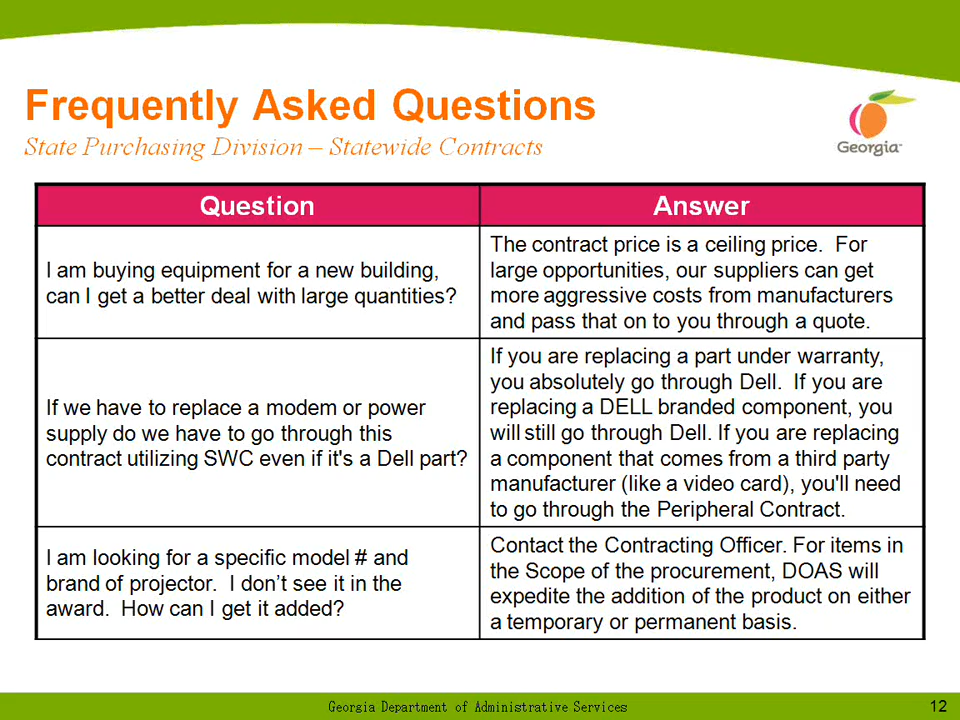 Frequently Asked Questions
State Purchasing Division – Statewide Contracts
Georgia™
Question
Answer
I am buying equipment for a new building,
can I get a better deal with large quantities?
The contract price is a ceiling price.  For
large opportunities, our suppliers can get
more aggressive costs from manufacturers
and pass that on to you through a quote.
If we have to replace a modem or power
supply do we have to go through this
contract utilizing SWC even if it's a Dell part?
If you are replacing a part under warranty,
you absolutely go through Dell.  If you are
replacing a DELL branded component, you
will still go through Dell. If you are replacing
a component that comes from a third party
manufacturer (like a video card), you'll need
to go through the Peripheral Contract.
I am looking for a specific model # and
brand of projector.  I don’t see it in the
award.  How can I get it added?
Contact the Contracting Officer. For items in
the Scope of the procurement, DOAS will
expedite the addition of the product on either
a temporary or permanent basis.
Georgia Department of Administrative Services
12